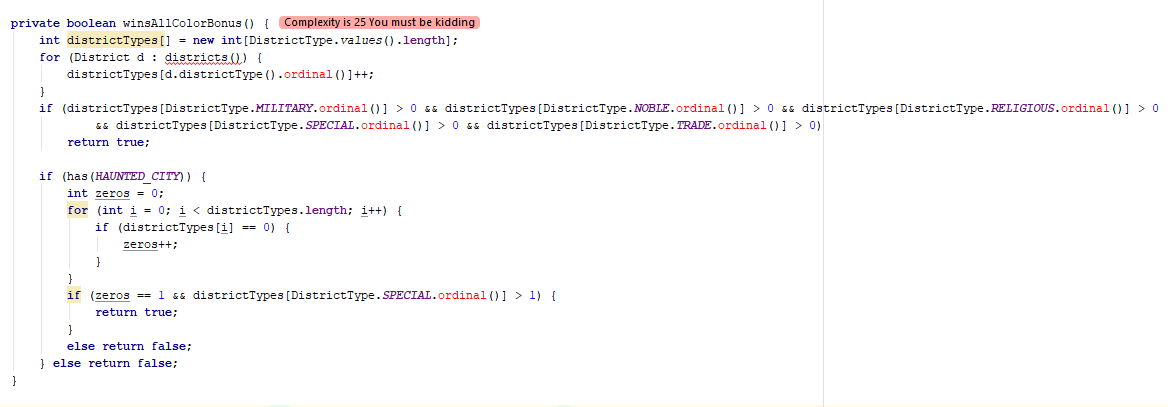 private boolean winsAllColorBonus() { Complexity is 25 You must be kidding
int districtTypes[] = new int[DistrictType.values().length];
for (District d : districts()) {
districtTypes[d.districtType().ordinal()]++;
}
if (districtTypes[DistrictType.MILITARY.ordinal()] > 0 && districtTypes[DistrictType.NOBLE.ordinal()] > 0 && districtTypes[DistrictType.RELIGIOUS.ordinal()] > 0
&& districtTypes[DistrictType.SPECIAL.ordinal()] > 0 && districtTypes[DistrictType.TRADE.ordinal()] > 0)
return true;
if (has(HAUNTED_CITY)) {
int zeros = 0;
for (int i = 0; i < districtTypes.length; i++) {
if (districtTypes[i] == 0) {
zeros++;
}
}
if (zeros == 1 && districtTypes[DistrictType.SPECIAL.ordinal()] > 1) {
return true;
}
else return false;
} else return false;
}